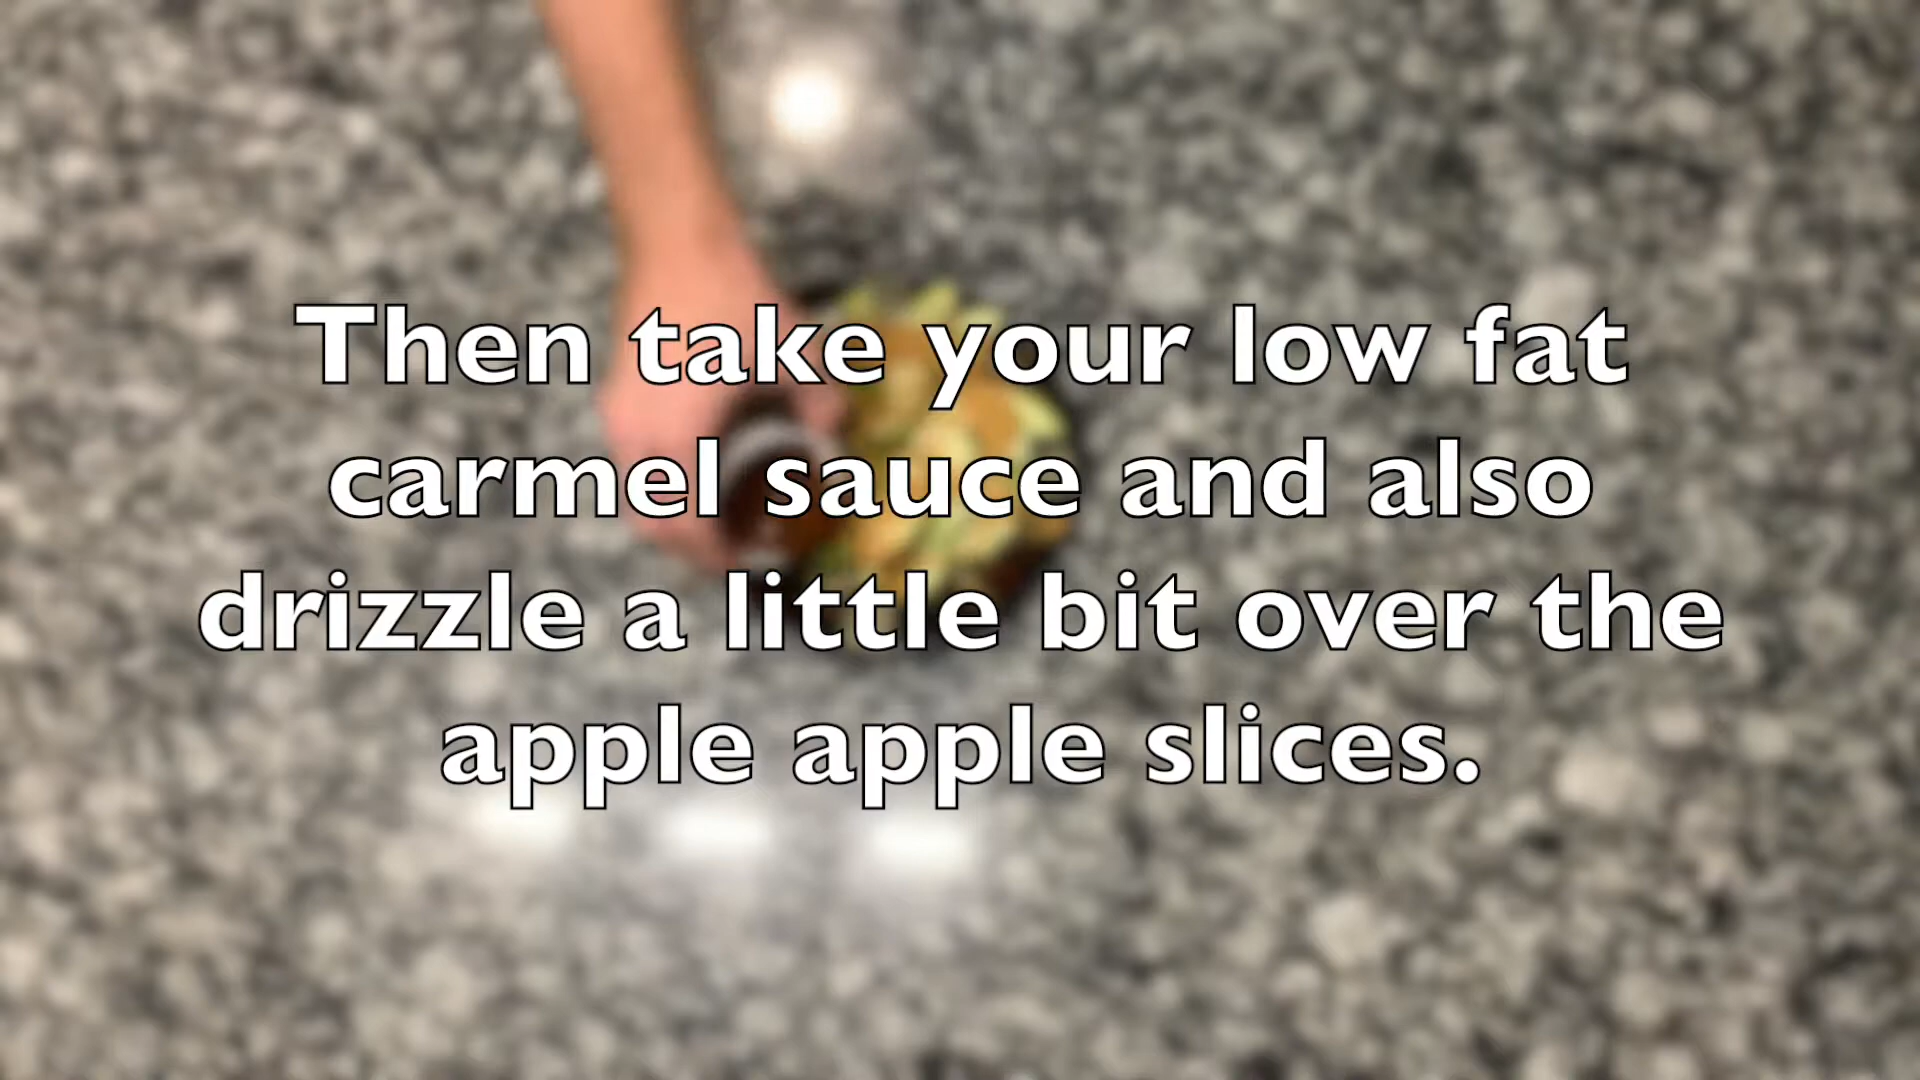 Then take your low fat
carmel sauce and also
drizzle a little bit over the
apple apple slices.